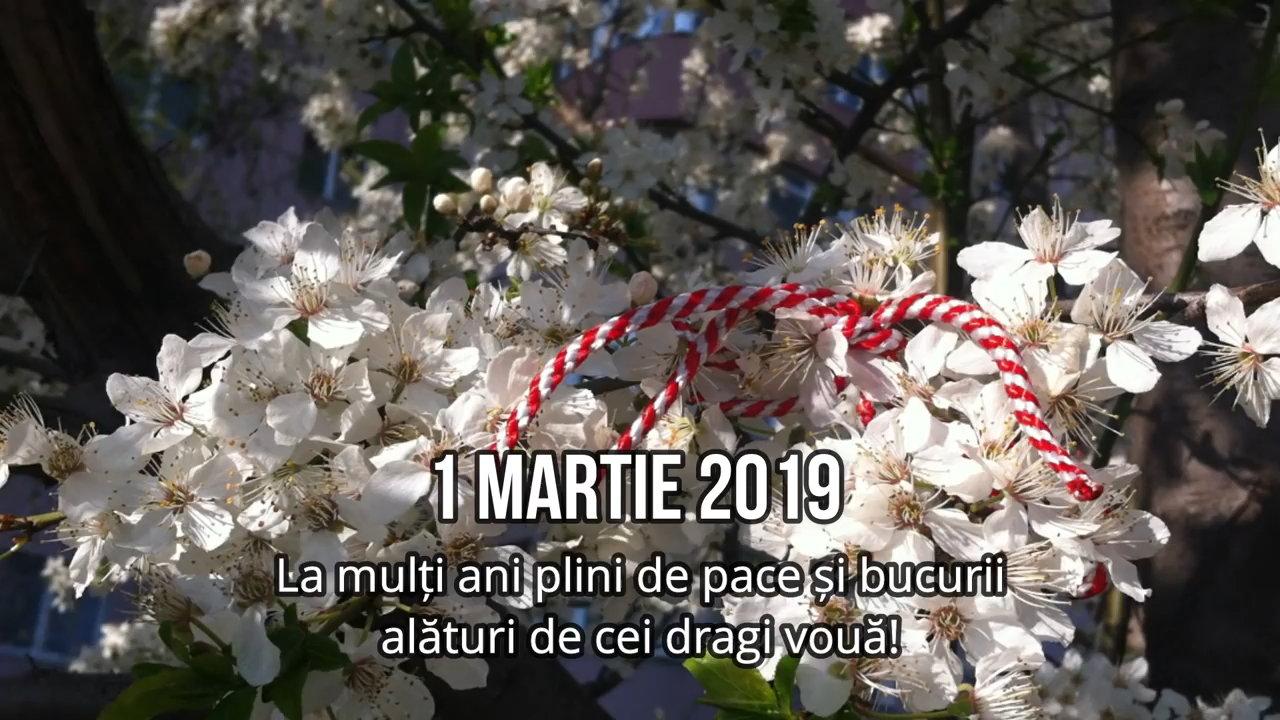 1 MARTIE 2019
La mulți ani plini de pace și bucurii
alături de cei dragi vouă!